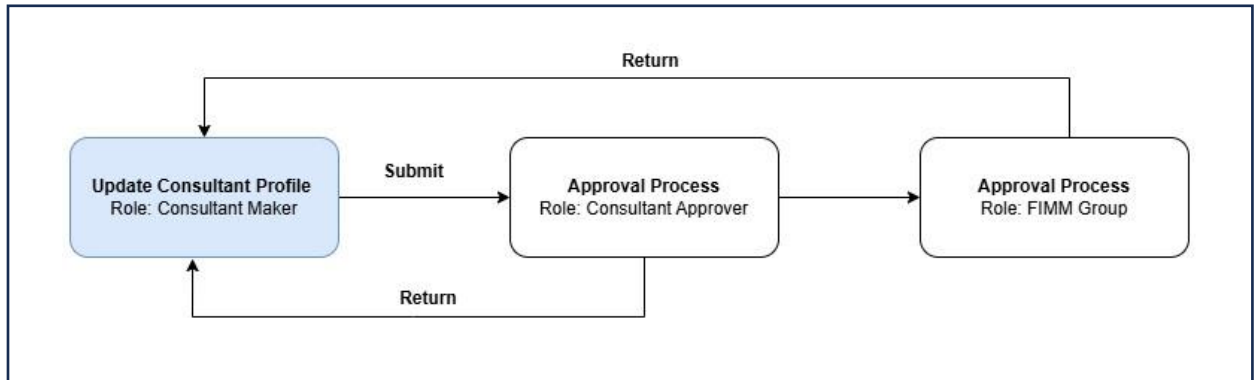 Return
Update Consultant Profile
Role: Consultant Maker
Submit
Approval Process
Role: Consultant Approver
Approval Process
Role: FIMM Group
Return